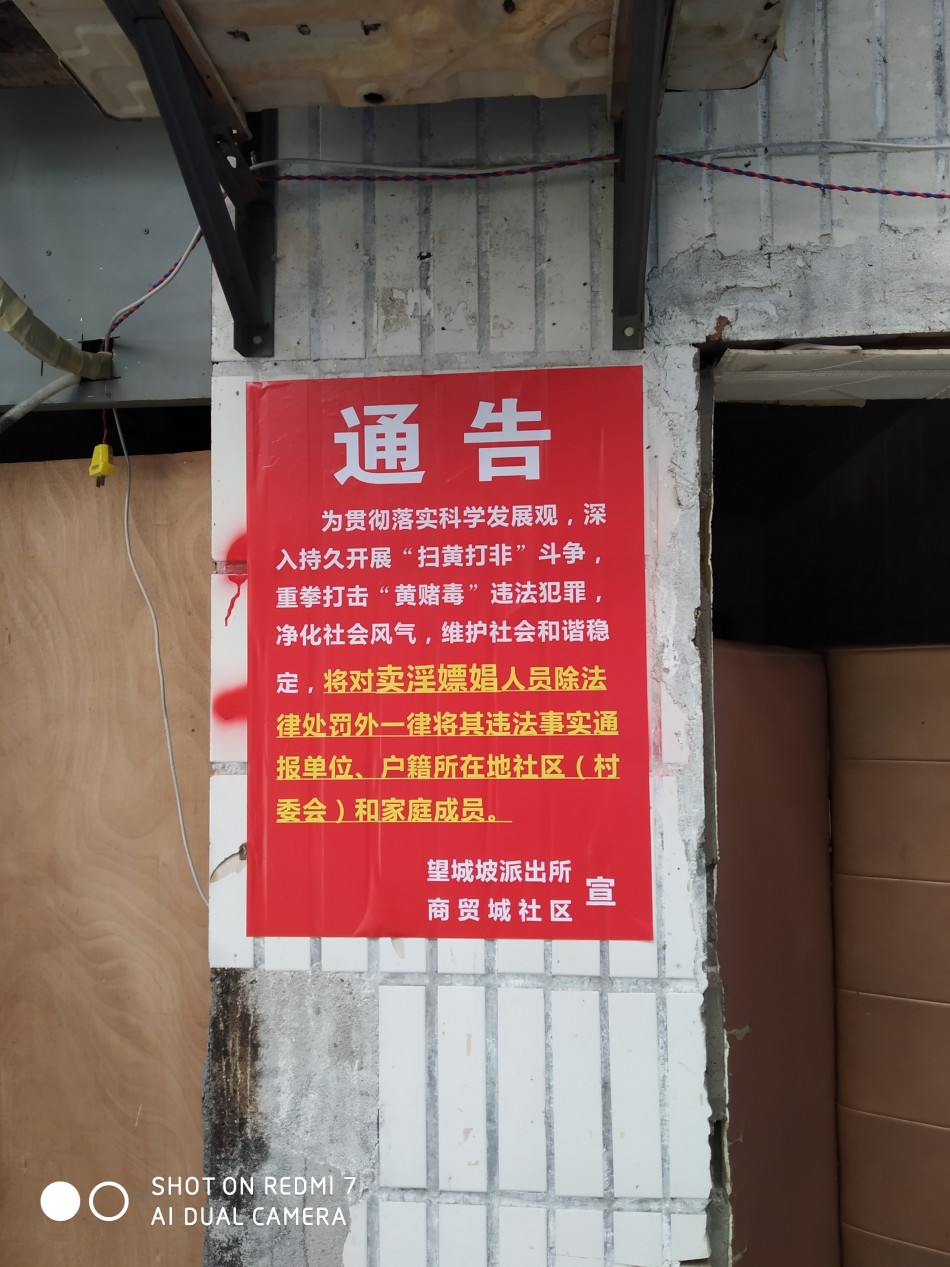 通告
为贯彻落实科学发展观，深
入持久开展“扫黄打非”斗争，
重拳打击“黄赌毒”违法犯罪，
净化社会风气，维护社会和谐稳
定，将对卖淫嫖娼人员除法
律处罚外一律将其违法事实通
报单位、户籍所在地社区（村
委会）和家庭成员。
望城坡派出所
商贸城社区
宣
SHOT ON REDMI 7
AI DUAL CAMERA